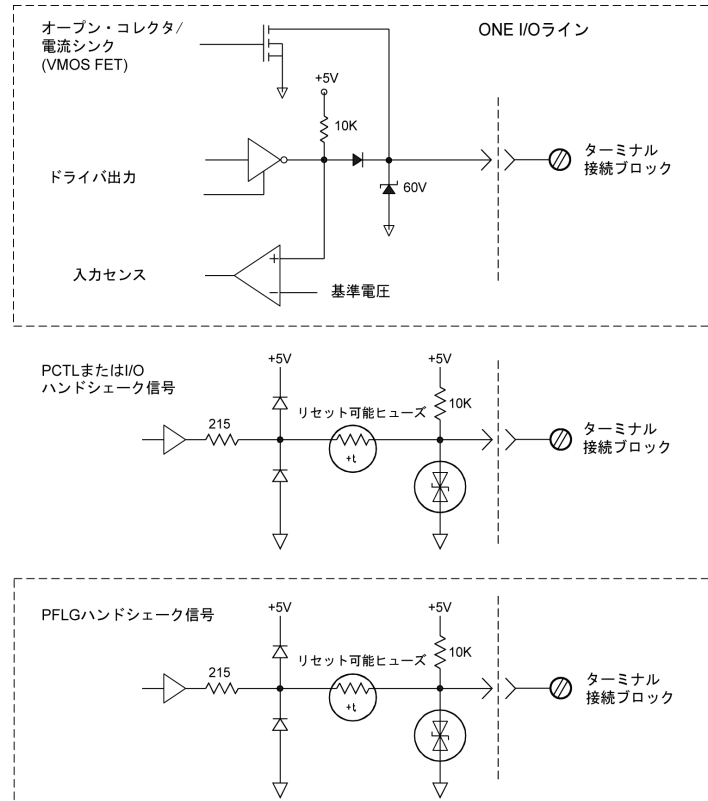 オープン・コレクタ/
電流シンク
(VMOS FET)
ONE I/Oライン
+5V
10K
ドライバ出力
60V
ターミナル
接続ブロック
入力センス
+
−
基準電圧
PCTLまたはI/O
ハンドシェーク信号
+5V
+5V
215
リセット可能ヒューズ
10K
+t
ターミナル
接続ブロック
PFLGハンドシェーク信号
+5V
+5V
215
リセット可能ヒューズ
10K
+t
ターミナル
接続ブロック